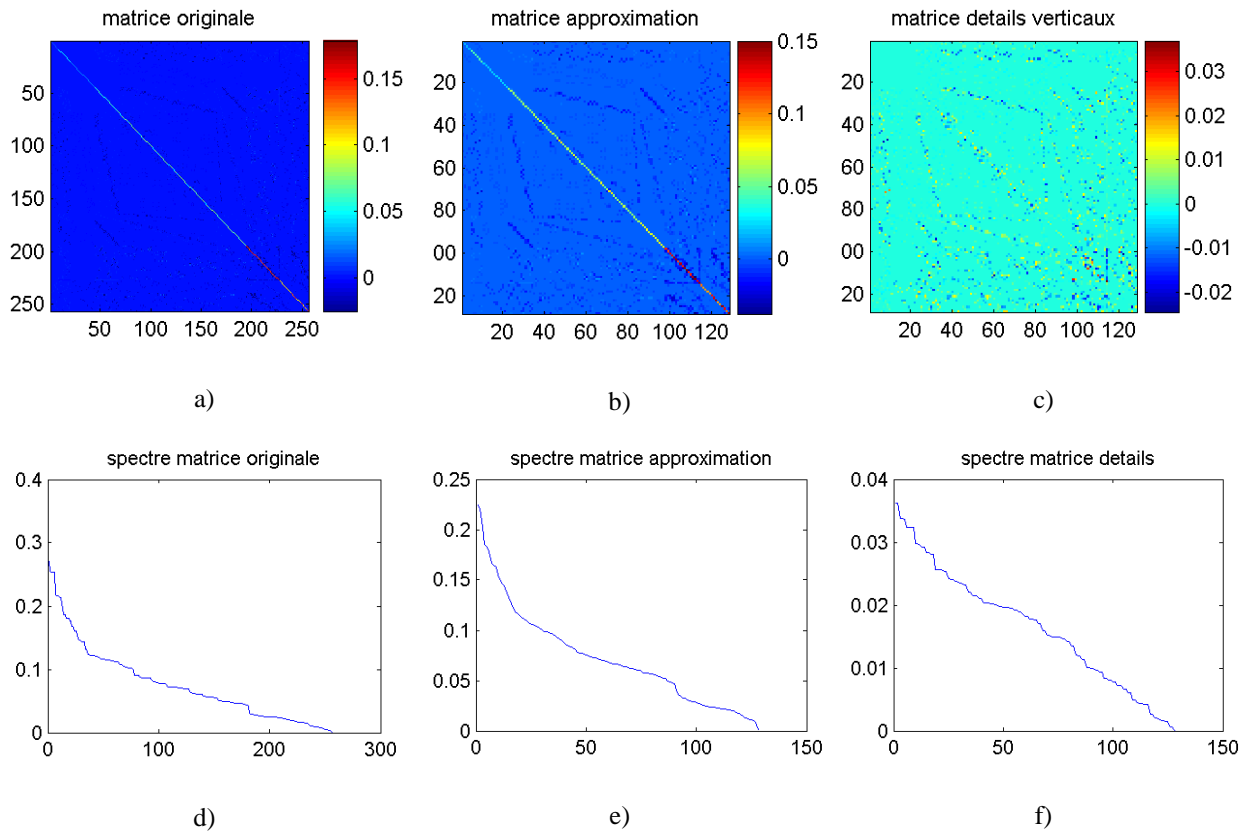 matrice originale
matrice approximation
matrice details verticaux
50
100
150
200
250
50 100 150 200 250
0.15
0.1
0.05
0
20
40
60
80
00
20
20 40 60 80 100 120
0.15
0.1
0.05
0
20
40
60
80
00
20
20 40 60 80 100 120
0.03
0.02
0.01
0
-0.01
-0.02
a)
b)
c)
spectre matrice originale
0.4
0.3
0.2
0.1
0
0 100 200 300
spectre matrice approximation
0.25
0.2
0.15
0.1
0.05
0
0 50 100 150
spectre matrice details
0.04
0.03
0.02
0.01
0
0 50 100 150
d)
e)
f)